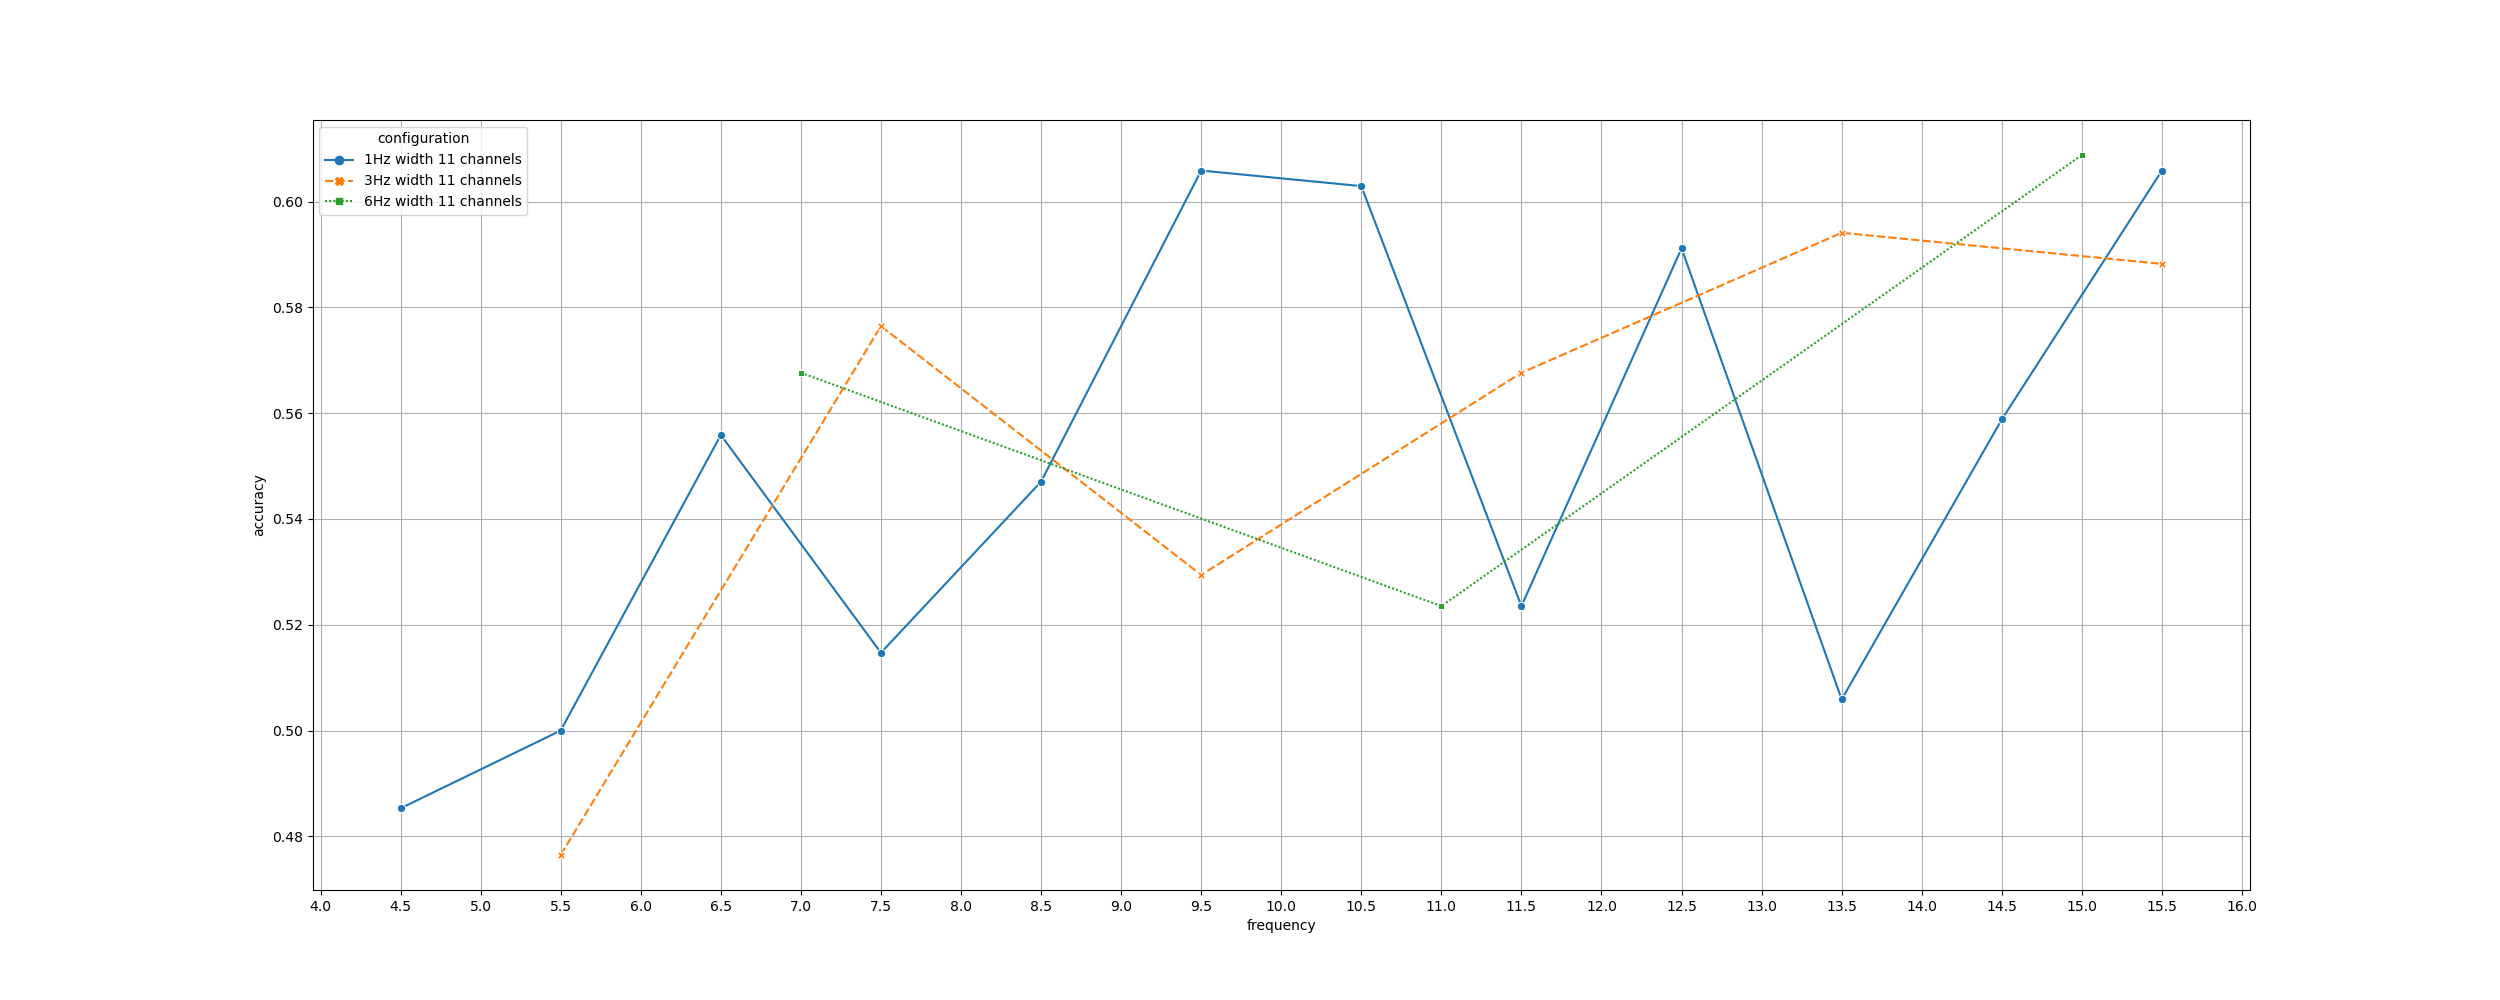 configuration
1Hz width 11 channels
3Hz width 11 channels
6Hz width 11 channels
0.60
0.58
0.56
0.54
0.52
0.50
0.48
accuracy
4.0 4.5 5.0 5.5 6.0 6.5 7.0 7.5 8.0 8.5 9.0 9.5 10.0 10.5 11.0 11.5 12.0 12.5 13.0 13.5 14.0 14.5 15.0 15.5 16.0
frequency